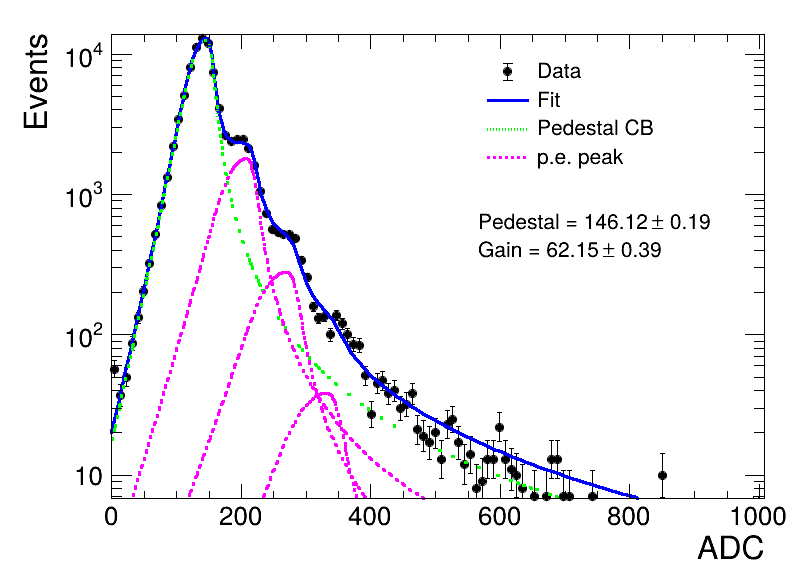 Events
10⁴
10³
10²
10
Data
Fit
Pedestal CB
p.e. peak
Pedestal = 146.12 ± 0.19
Gain = 62.15 ± 0.39
0 200 400 600 800 1000
ADC